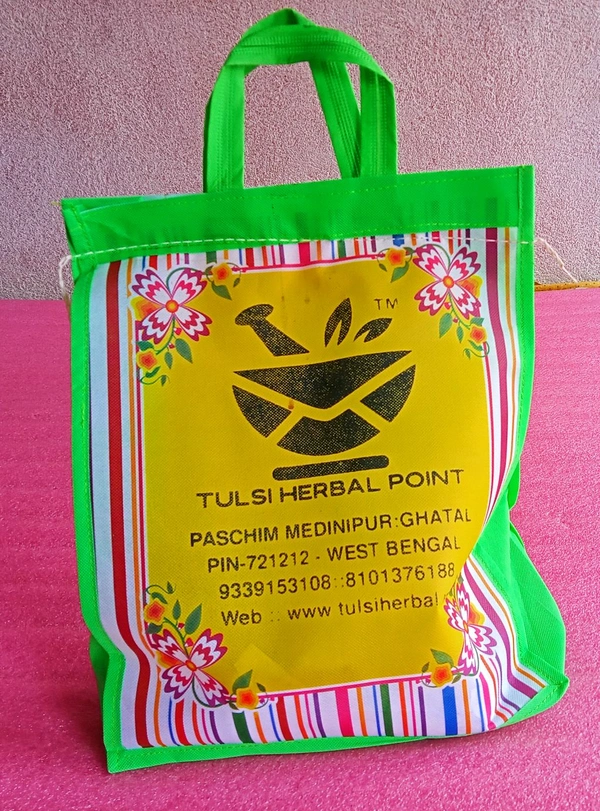 TM
TULSI HERBAL POINT
PASCHIM MEDINIPUR:GHATAL
PIN-721212 - WEST BENGAL
9339153108::8101376188
Web :: www tulsiherbal